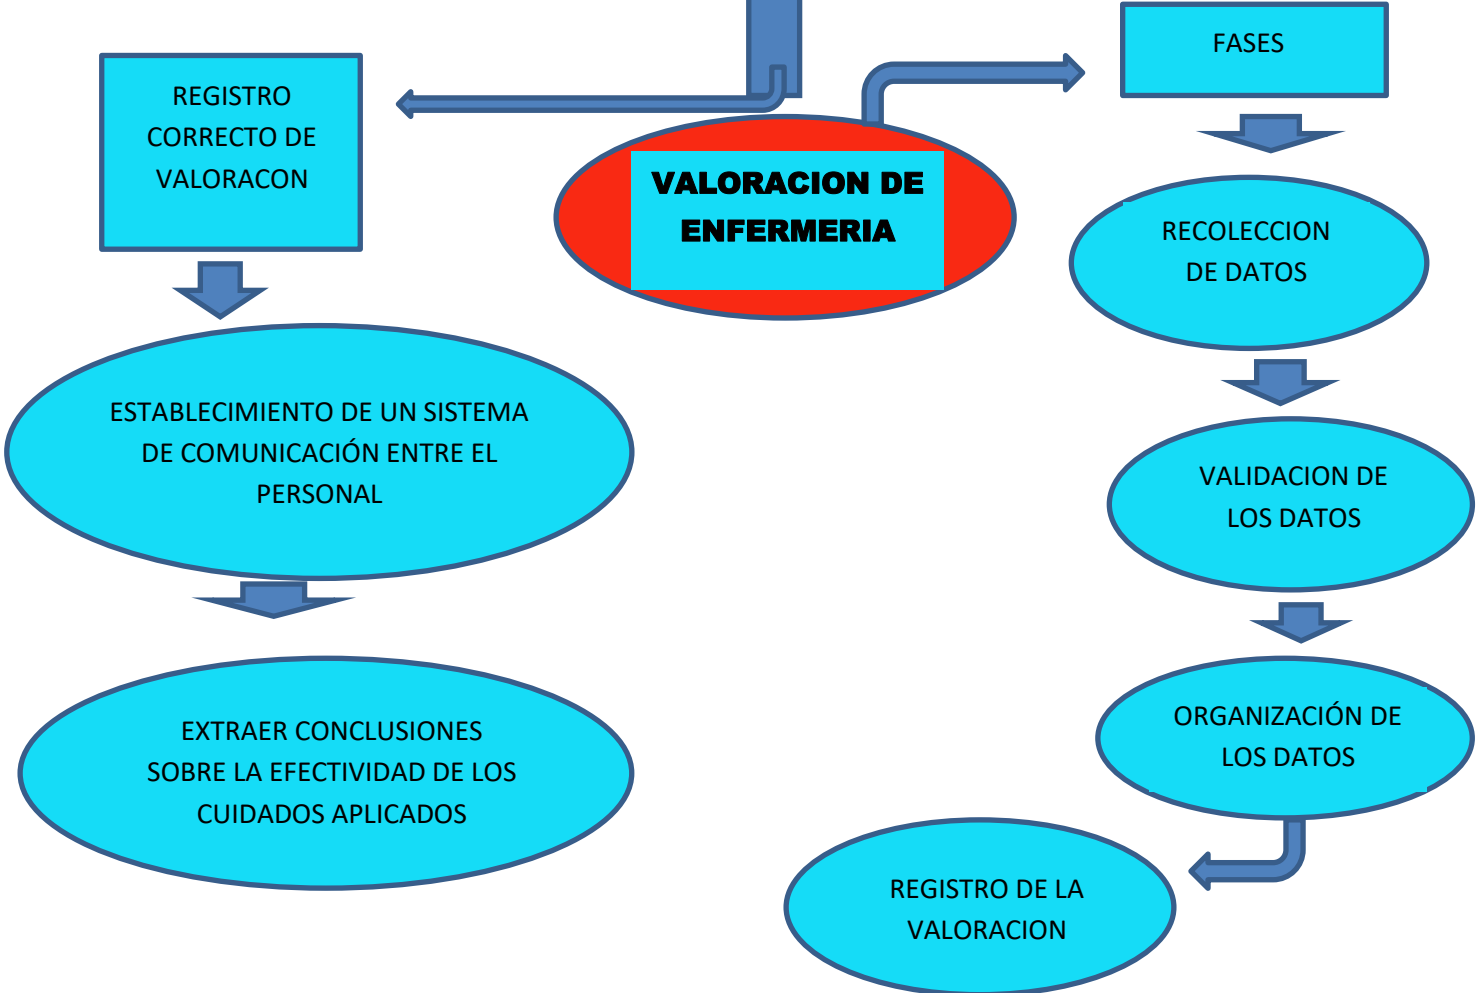 FASES
REGISTRO
CORRECTO DE
VALORACON
VALORACION DE
ENFERMERIA
RECOLECCION
DE DATOS
ESTABLECIMIENTO DE UN SISTEMA
DE COMUNICACIÓN ENTRE EL
PERSONAL
VALIDACION DE
LOS DATOS
EXTRAER CONCLUSIONES
SOBRE LA EFECTIVIDAD DE LOS
CUIDADOS APLICADOS
ORGANIZACIÓN DE
LOS DATOS
REGISTRO DE LA
VALORACION